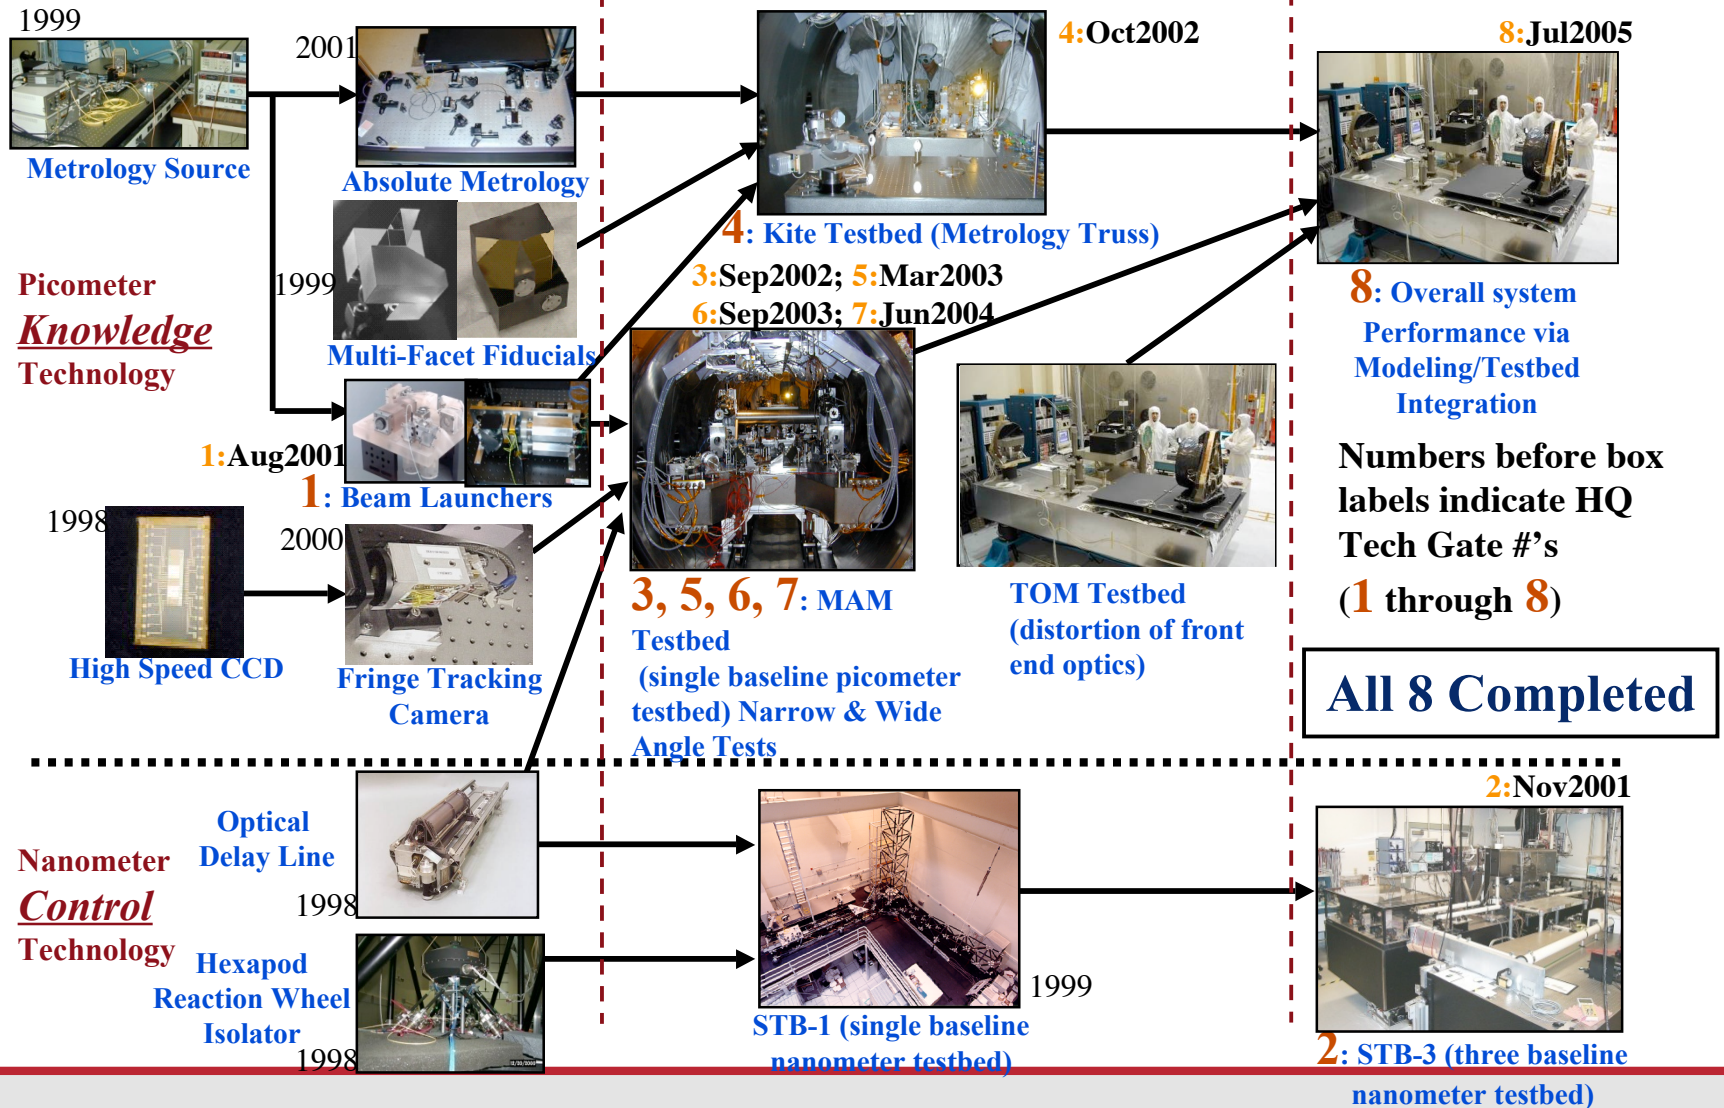 1999
Metrology Source
2001
Absolute Metrology
4:Oct2002
4: Kite Testbed (Metrology Truss)
8:Jul2005
8: Overall system
Performance via
Modeling/Testbed
Integration
Picometer
Knowledge
Technology
1999
Multi-Facet Fiducials
3:Sep2002; 5:Mar2003
6:Sep2003; 7:Jun2004
1:Aug2001
1: Beam Launchers
1998
High Speed CCD
2000
Fringe Tracking
Camera
3, 5, 6, 7: MAM
Testbed
(single baseline picometer
testbed) Narrow & Wide
Angle Tests
TOM Testbed
(distortion of front
end optics)
Numbers before box
labels indicate HQ
Tech Gate #'s
(1 through 8)
All 8 Completed
Nanometer
Control
Technology
Optical
Delay Line
1998
Hexapod
Reaction Wheel
Isolator
1998
STB-1 (single baseline
nanometer testbed)
1999
2:Nov2001
2: STB-3 (three baseline
nanometer testbed)